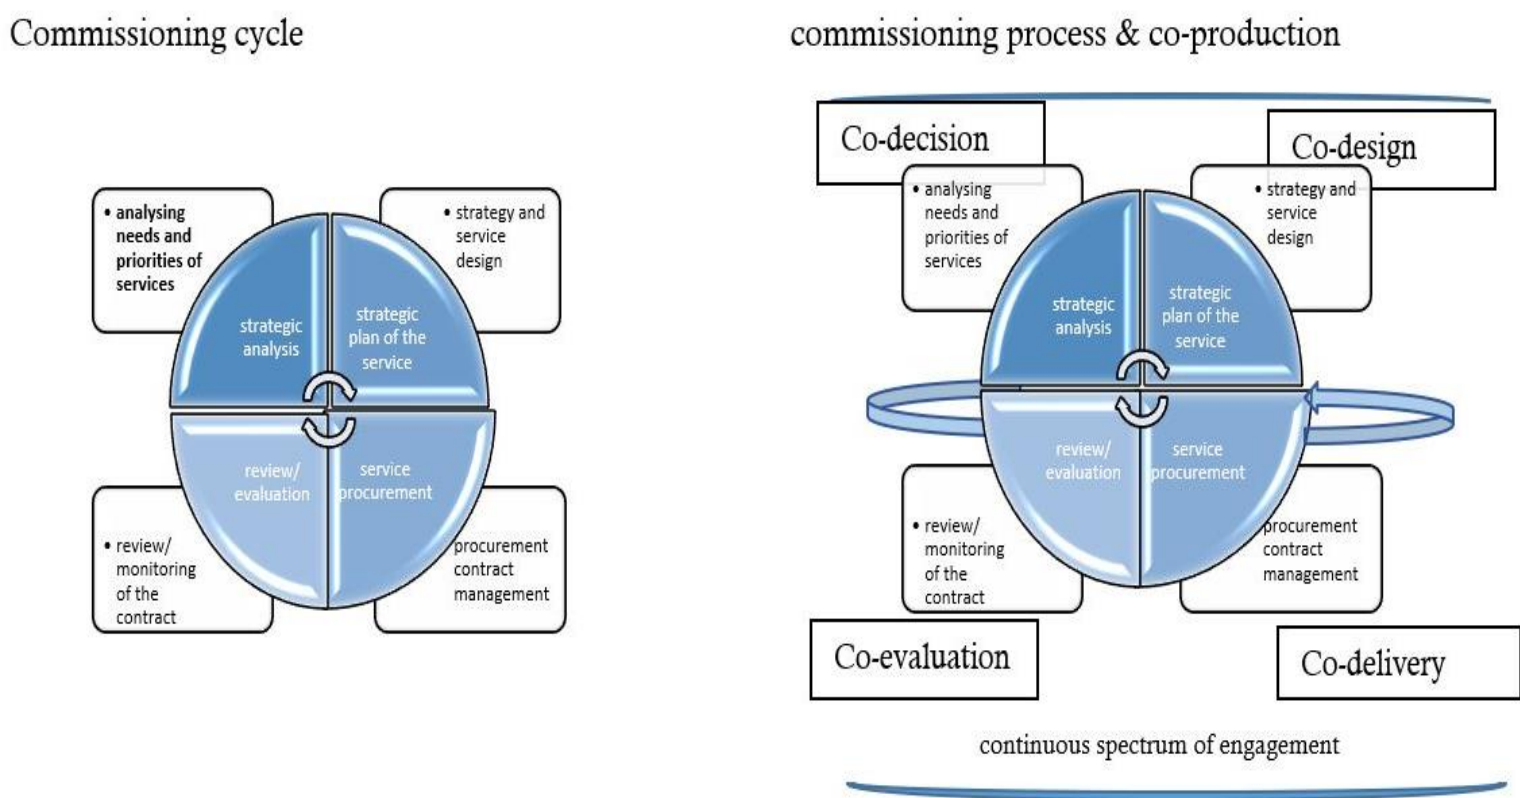 Commissioning cycle
• analysing
needs and
priorities of
services
• strategy and
service
design
strategic
analysis
strategic
plan of the
service
review/
evaluation
service
procurement
• review/
monitoring
of the
contract
procurement
contract
management
commissioning process & co-production
Co-decision
Co-design
• analysing
needs and
priorities of
services
• strategy and
service
design
strategic
analysis
strategic
plan of the
service
review/
evaluation
service
procurement
• review/
monitoring
of the
contract
procurement
contract
management
Co-evaluation
Co-delivery
continuous spectrum of engagement